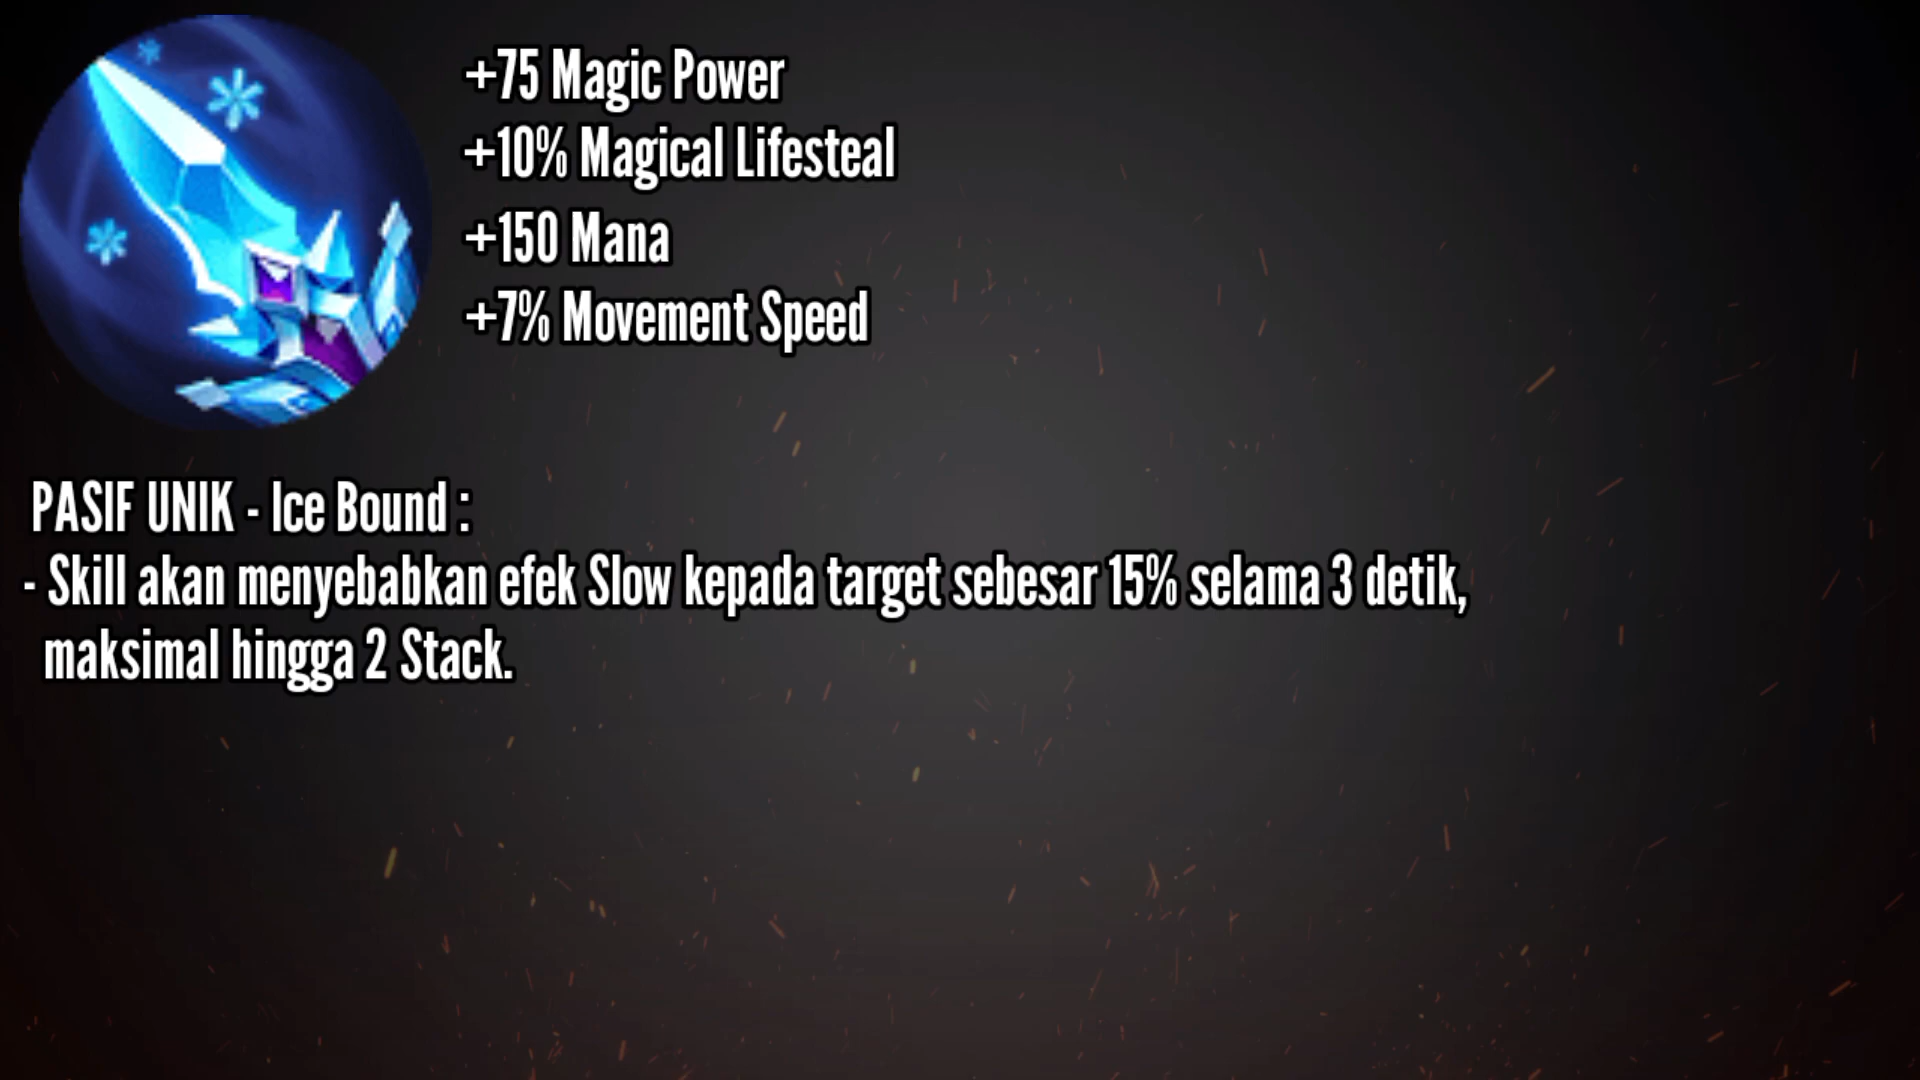 +75 Magic Power
+10% Magical Lifesteal
+150 Mana
+7% Movement Speed
PASIF UNIK - Ice Bound :
- Skill akan menyebabkan efek Slow kepada target sebesar 15% selama 3 detik,
maksimal hingga 2 Stack.